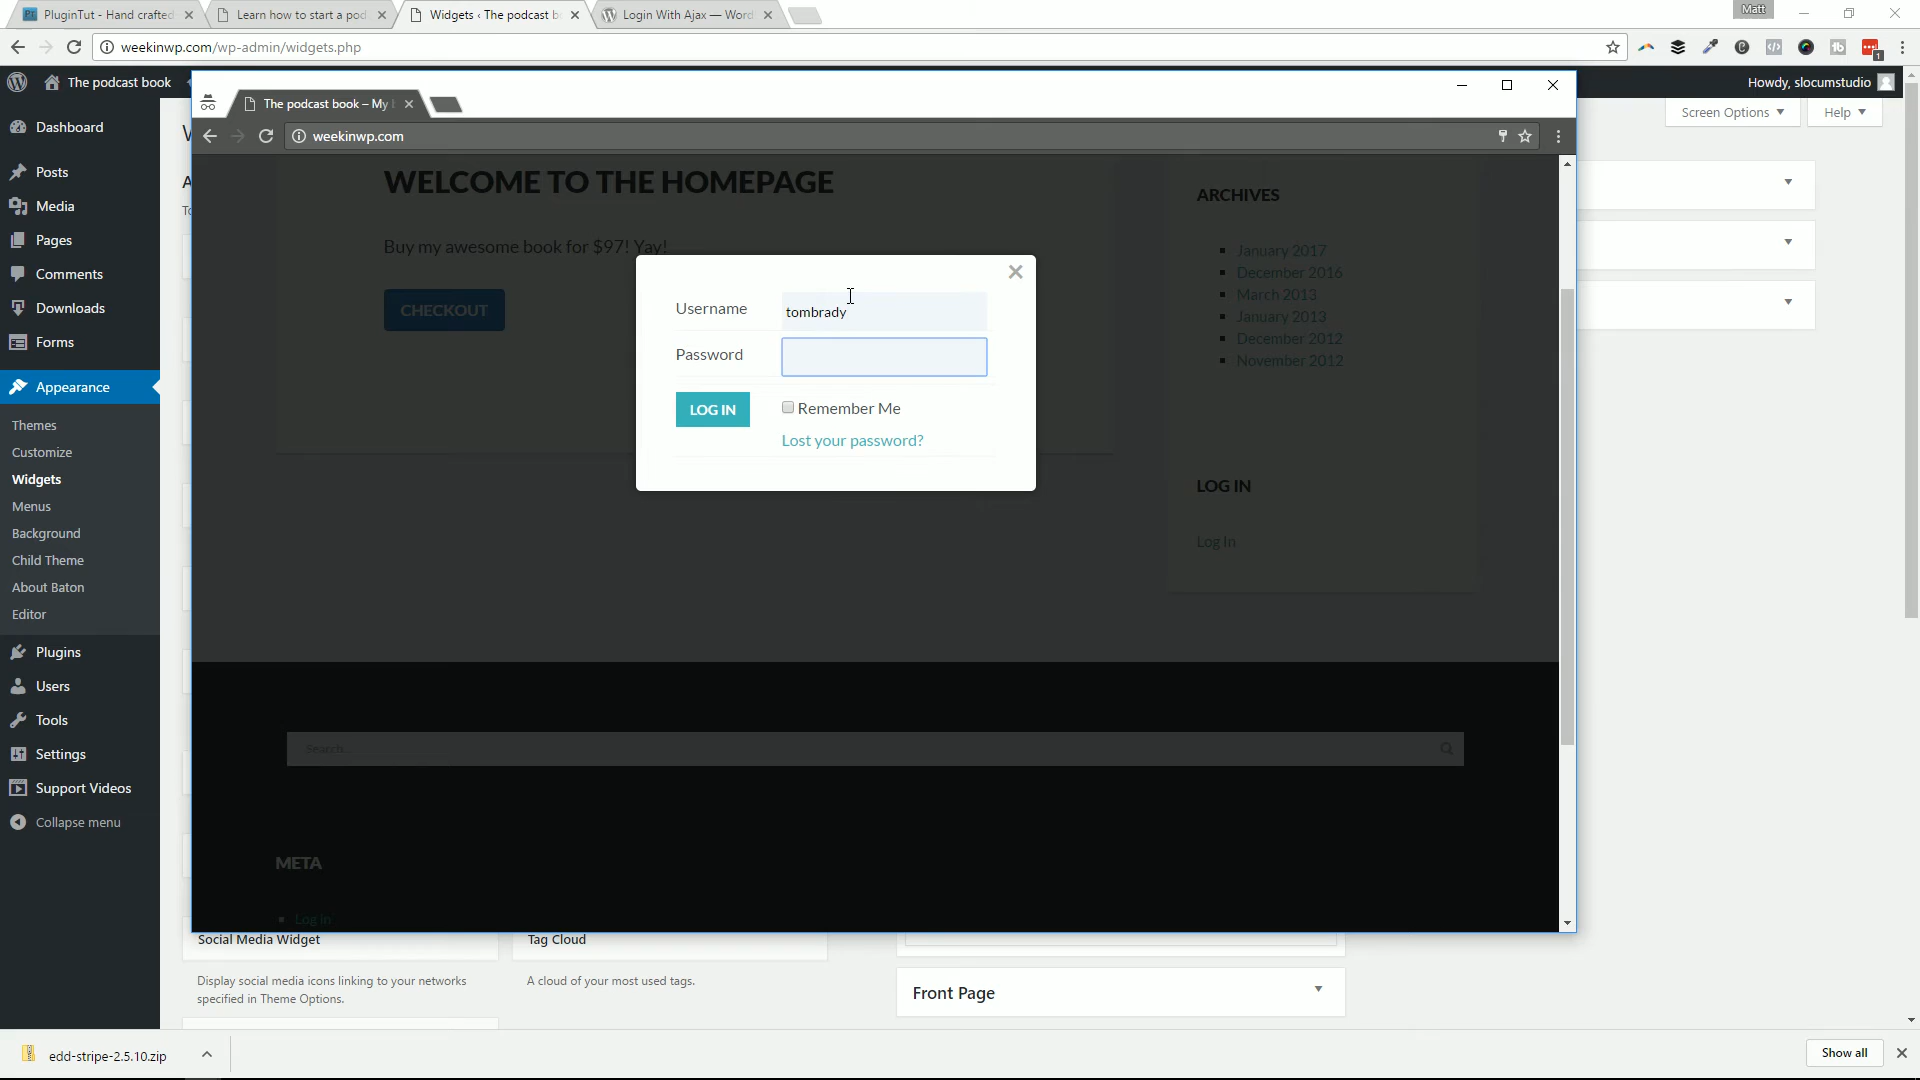 PluginTut - Hand crafted
Learn how to start a pod
Widgets ‹ The podcast b
Login With Ajax — Word
Matt
weekinwp.com/wp-admin/widgets.php
1
The podcast book
Howdy, slocumstudio
Screen Options
Help
Dashboard
Posts
Media
Pages
Comments
Downloads
Forms
Appearance
Themes
Customize
Widgets
Menus
Background
Child Theme
About Baton
Editor
Plugins
Users
Tools
Settings
Support Videos
Collapse menu
The podcast book – My
weekinwp.com
WELCOME TO THE HOMEPAGE
Buy my awesome book for $97! Yay!
CHECKOUT
Username
tombrady
Password
LOG IN
Remember Me
Lost your password?
ARCHIVES
January 2017
December 2016
March 2013
January 2013
December 2012
November 2012
LOG IN
Log In
Search...
META
Log in
Social Media Widget
Display social media icons linking to your networks
specified in Theme Options.
Tag Cloud
A cloud of your most used tags.
Front Page
edd-stripe-2.5.10.zip
Show all